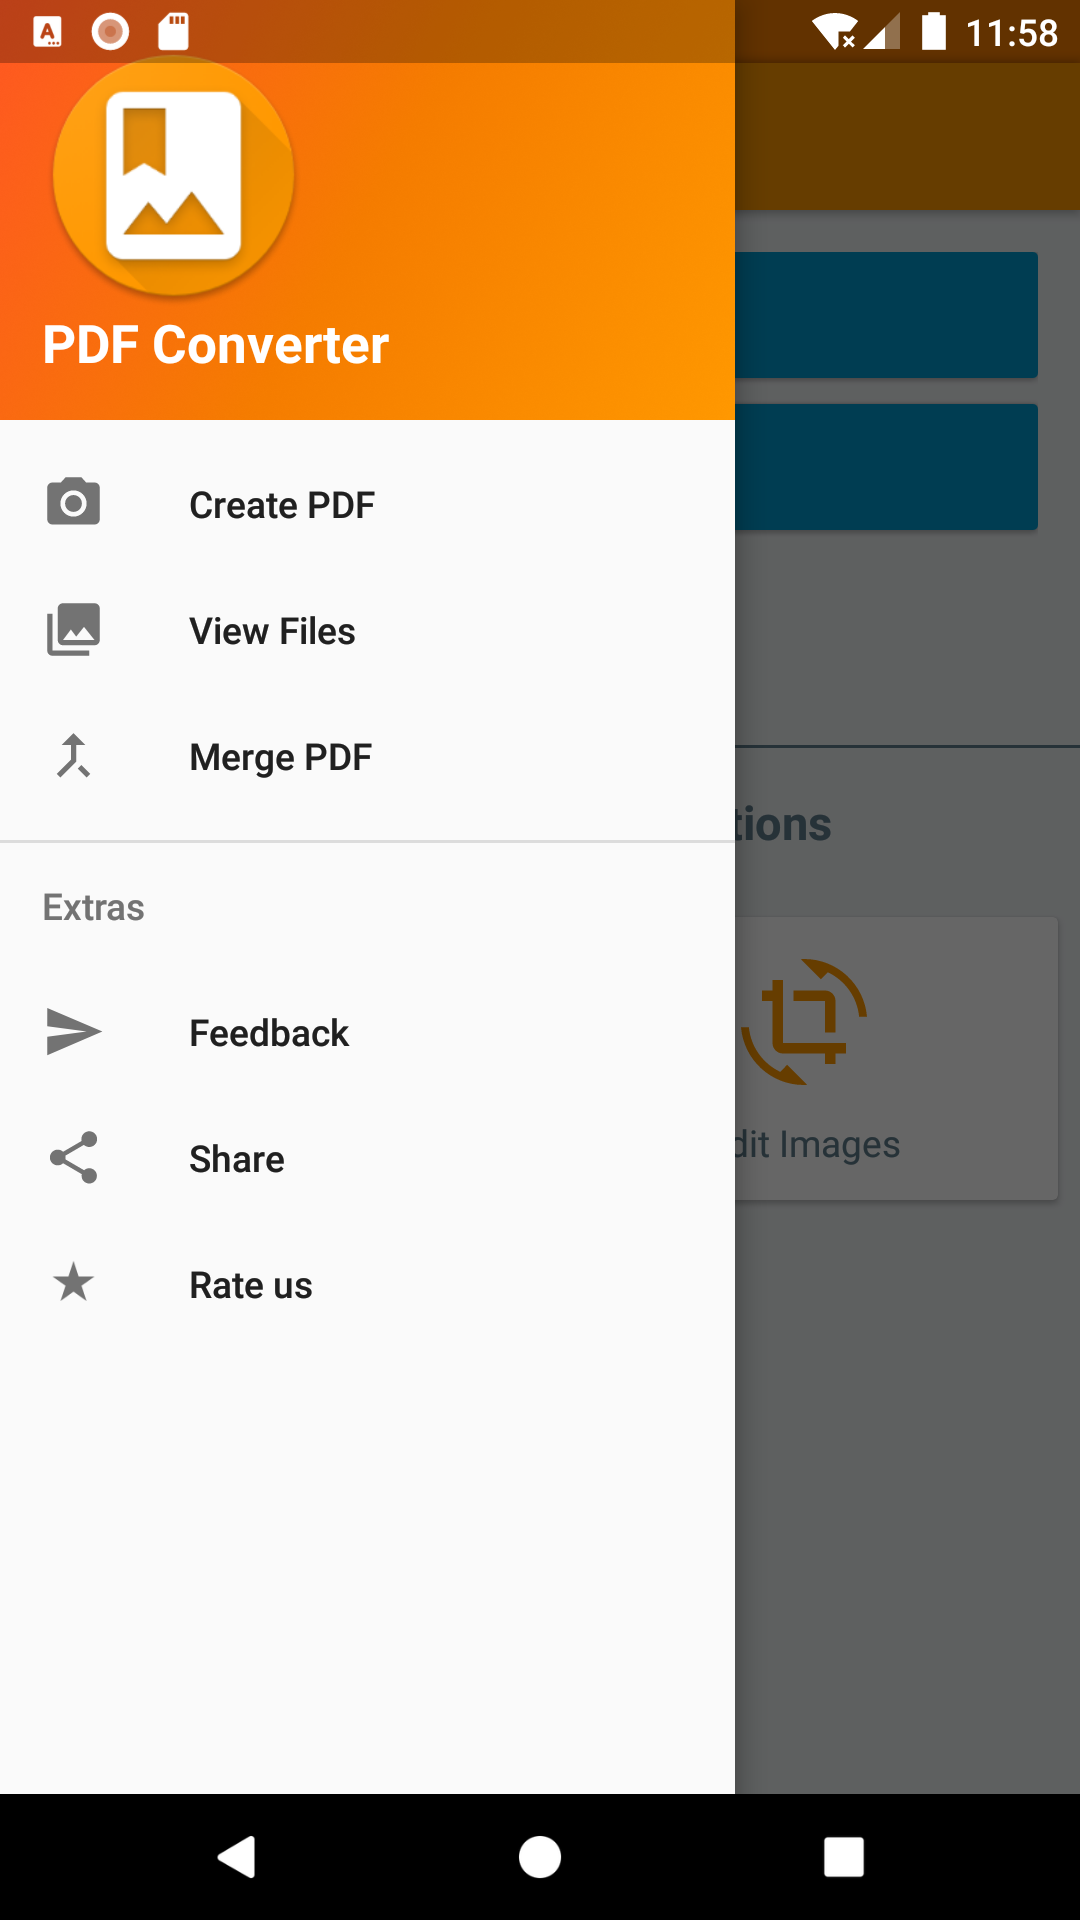 11:58
PDF Converter
Create PDF
View Files
Merge PDF
tions
Extras
dit Images
Feedback
Share
Rate us